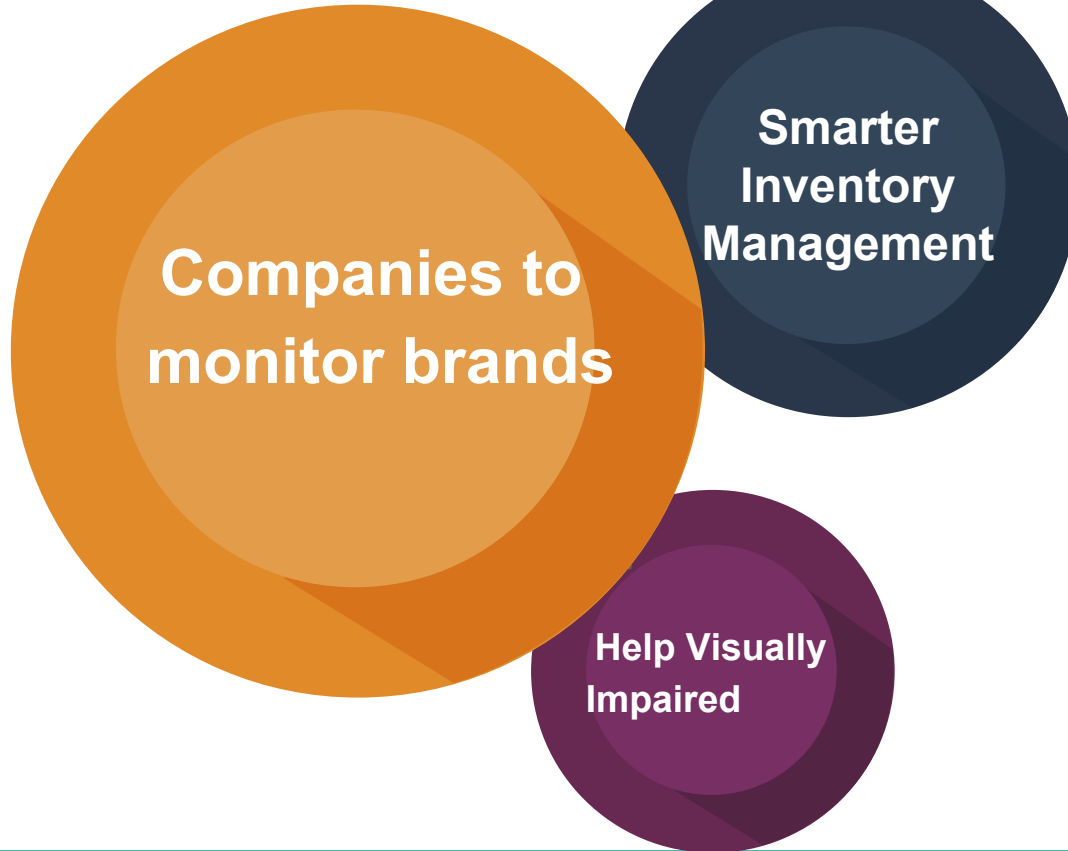 Companies to
monitor brands
Smarter
Inventory
Management
Help Visually
Impaired